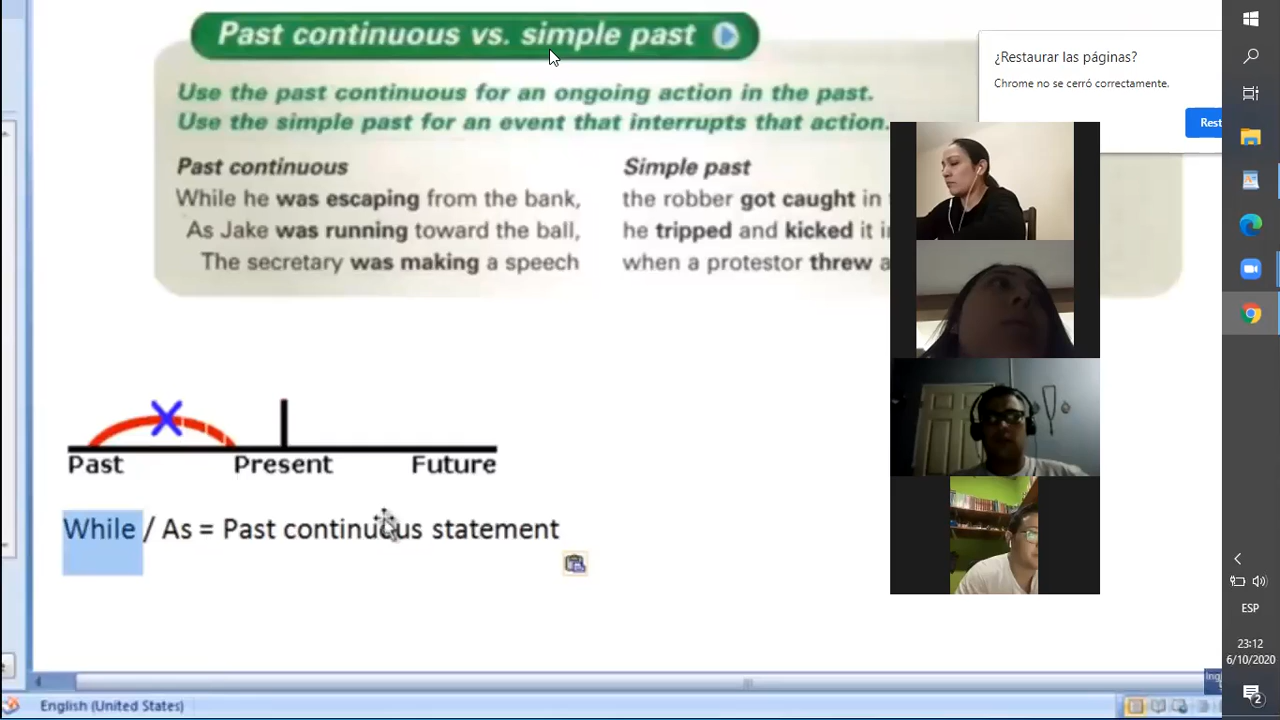 Past continuous vs. simple past
¿Restaurar las páginas?
Chrome no se cerró correctamente.
Use the past continuous for an ongoing action in the past.
Use the simple past for an event that interrupts that action.
Rest
Past continuous
Simple past
While he was escaping from the bank,
the robber got caught in
As Jake was running toward the ball,
he tripped and kicked it
The secretary was making a speech
when a protestor threw
Past
Present
Future
While / As = Past continuous statement
ESP
23:12
6/10/2020
2
English (United States)